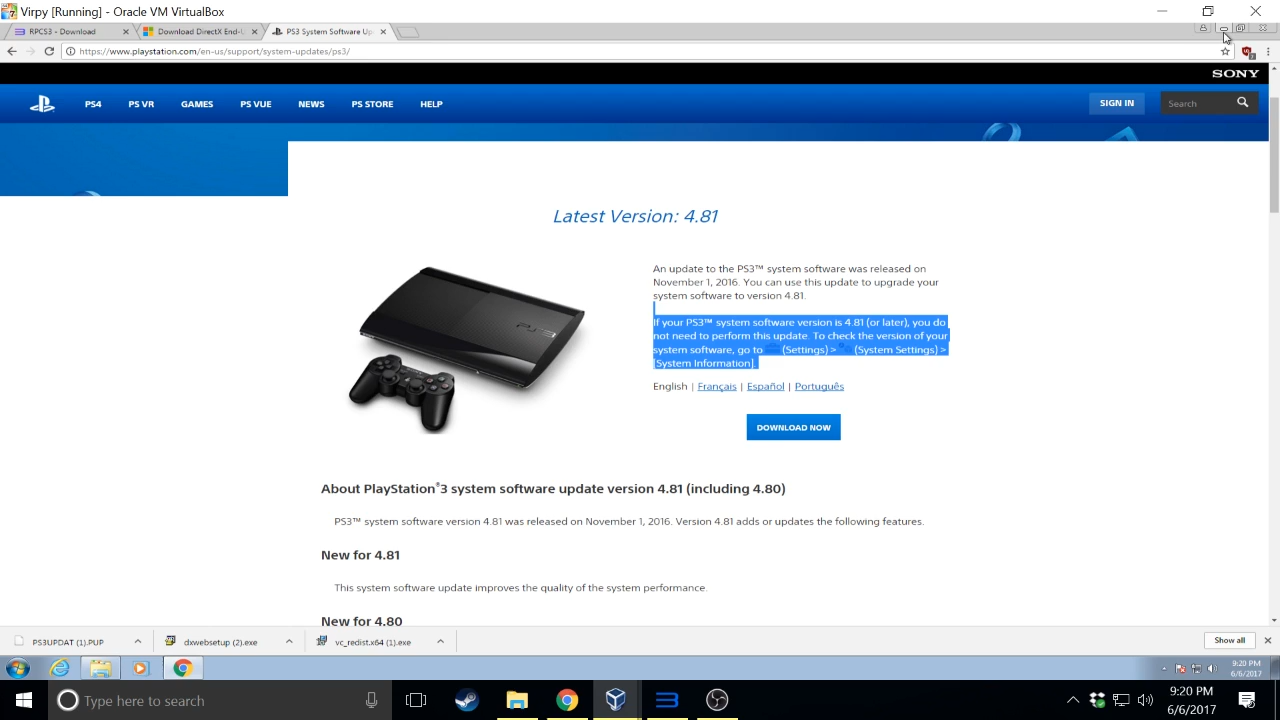 Virpy [Running] - Oracle VM VirtualBox
RPCS3 - Download
Download DirectX End-U
PS3 System Software Up
https://www.playstation.com/en-us/support/system-updates/ps3/
SONY
PS4 PS VR GAMES PS VUE NEWS PS STORE HELP SIGN IN Search
Latest Version: 4.81
An update to the PS3™ system software was released on
November 1, 2016. You can use this update to upgrade your
system software to version 4.81.
If your PS3™ system software version is 4.81 (or later), you do
not need to perform this update. To check the version of your
system software, go to (Settings) > (System Settings) >
[System Information].
English | Français | Español | Português
DOWNLOAD NOW
PS3
About PlayStation®3 system software update version 4.81 (including 4.80)
PS3™ system software version 4.81 was released on November 1, 2016. Version 4.81 adds or updates the following features.
New for 4.81
This system software update improves the quality of the system performance.
New for 4.80
PS3UPDAT (1).PUP dxwebsetup (2).exe vc_redist.x64 (1).exe Show all
9:20 PM
6/6/2017
Type here to search
9:20 PM
6/6/2017